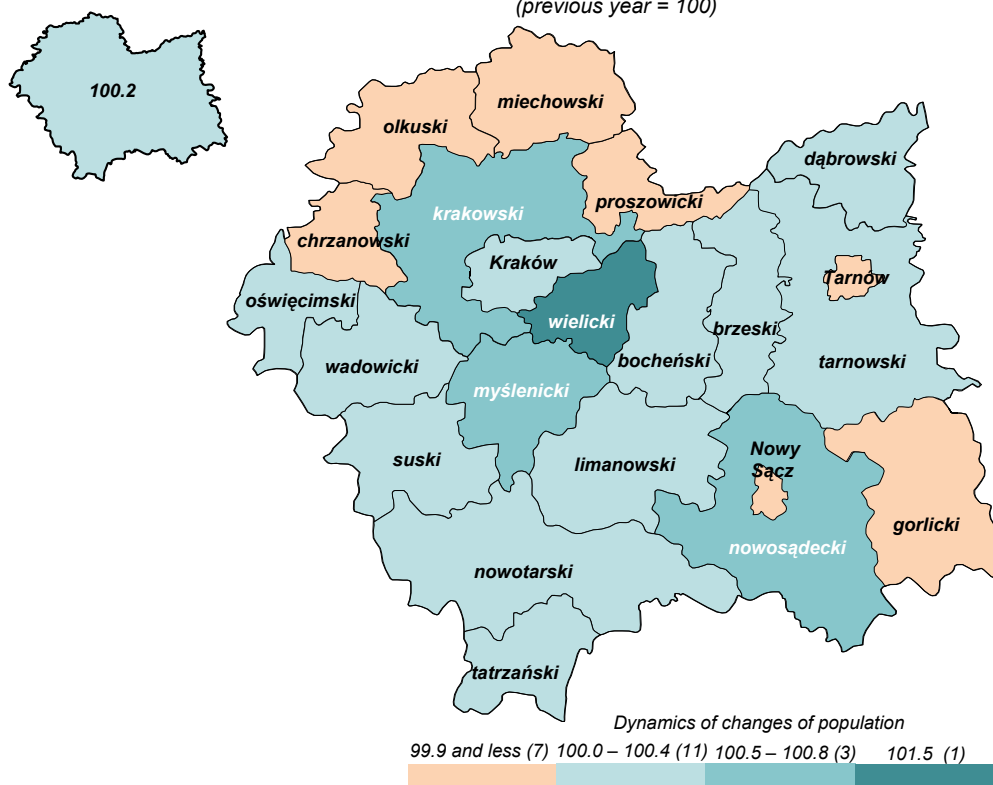 (previous year = 100)
100.2
miechowski
olkuski
dąbrowski
proszowicki
krakowski
chrzanowski
Kraków
Tarnów
oświęcimski
wielicki
brzeski
wadowicki
bocheński
tarnowski
myślenicki
Nowy
Sącz
suski
limanowski
gorlicki
nowosądecki
nowotarski
tatrzański
Dynamics of changes of population
99.9 and less (7) 100.0 – 100.4 (11) 100.5 – 100.8 (3) 101.5 (1)